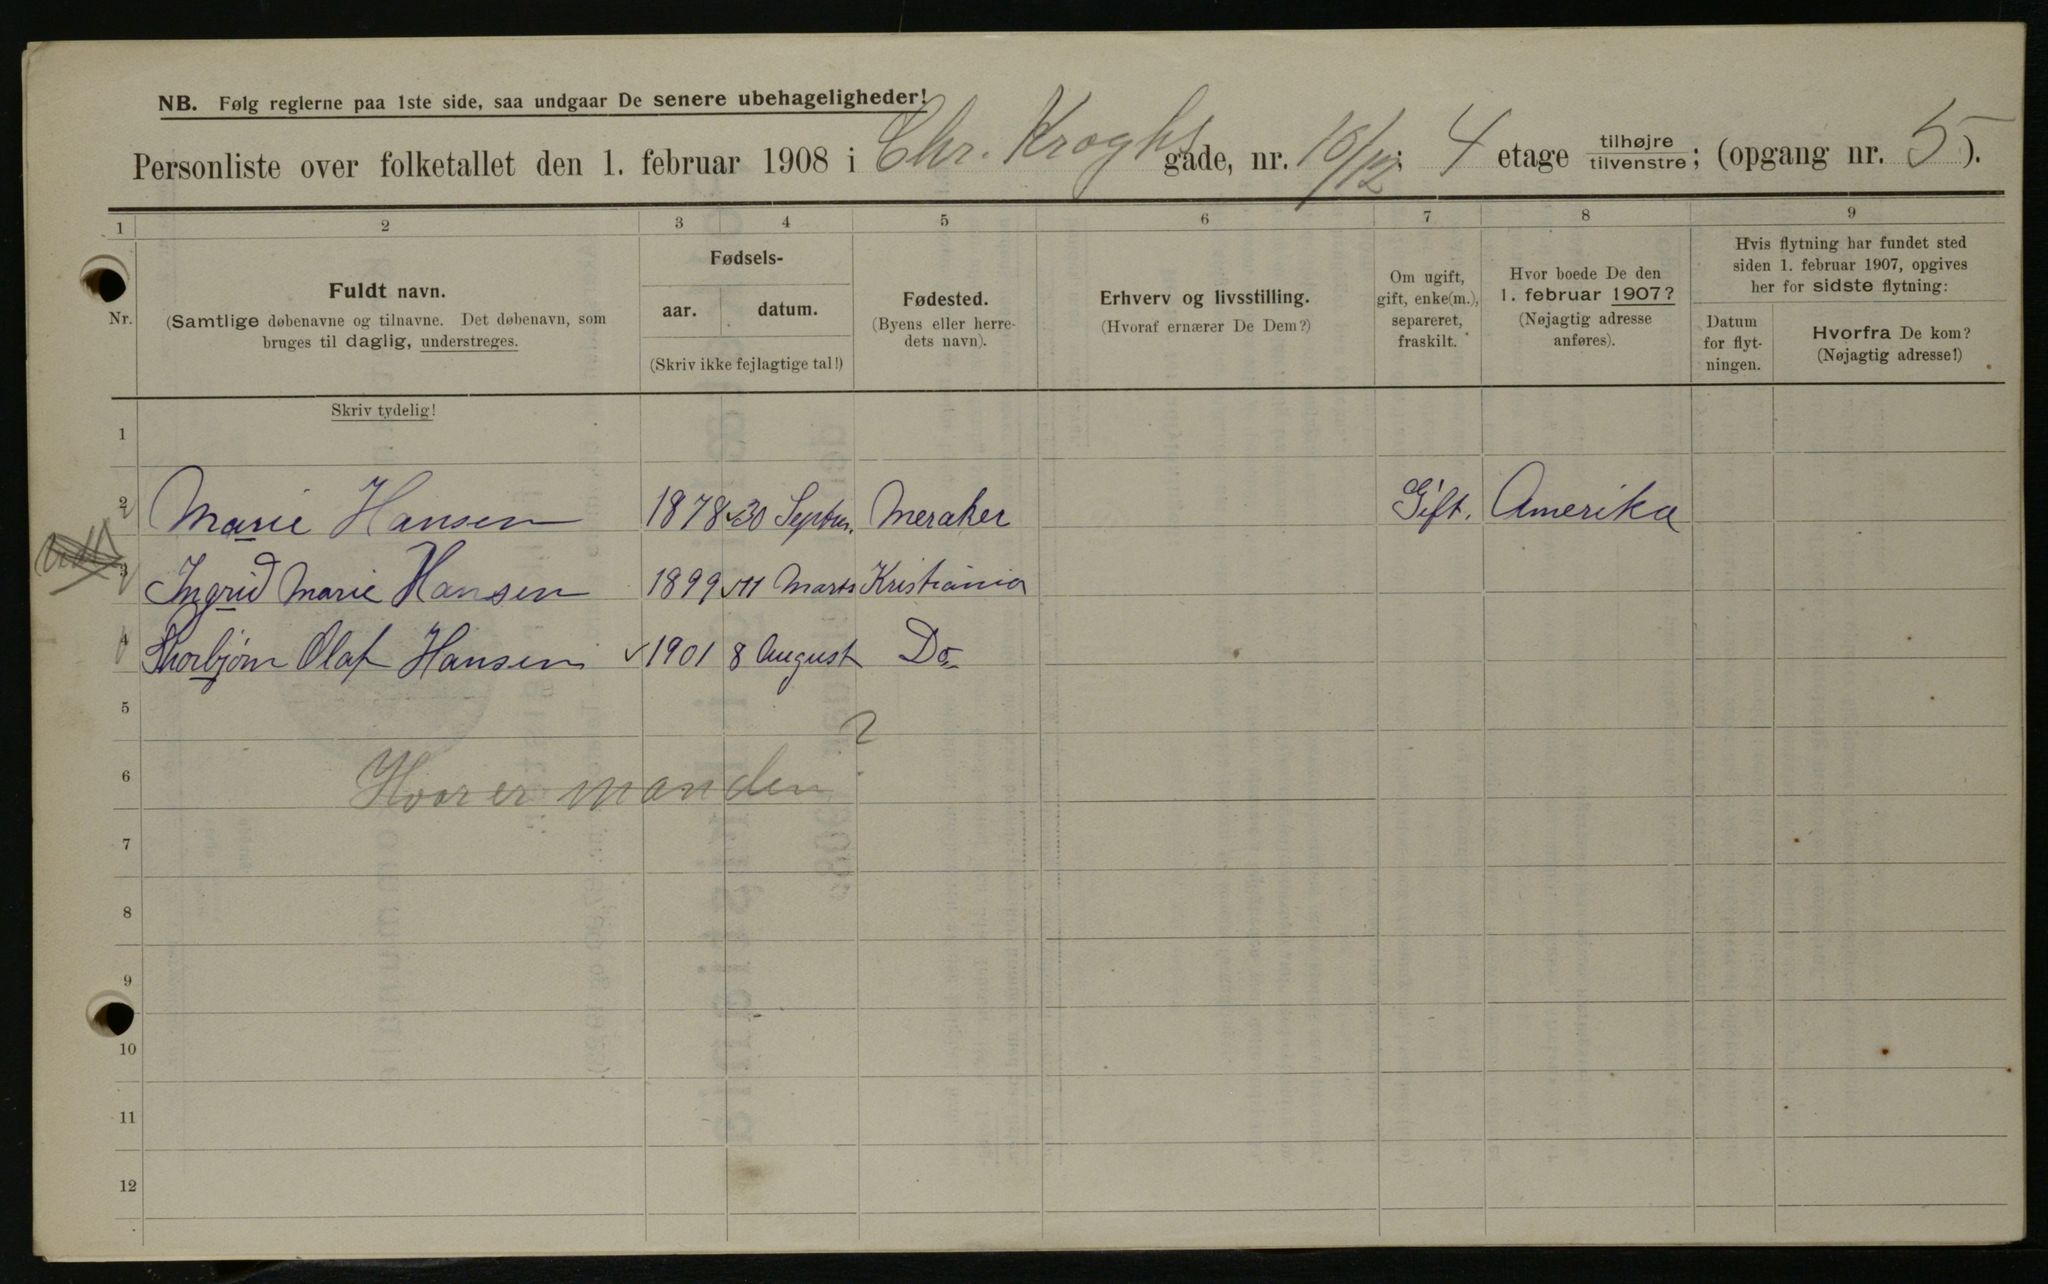 NB. Følg reglerne paa 1ste side, saa undgaar De senere ubehageligheder!
Personliste over folketallet den 1. februar 1908 i Chr. Kroghs gade, nr. 10/12; 4 etage tilhøjre tilvenstre; (opgang nr. 5).
1 2 3 4 5 6 7 8 9
Nr.
Fuldt navn.
(Samtlige døbenavne og tilnavne. Det døbenavn, som
bruges til daglig, understreges.
Skriv tydelig!
Fødsels-
aar. datum.
(Skriv ikke fejlagtige tal!)
Fødested.
(Byens eller herre-
dets navn).
Erhverv og livsstilling.
(Hvoraf ernærer De Dem?)
Om ugift,
gift, enke(m.),
separeret,
fraskilt.
Hvor boede De den
1. februar 1907?
(Nøjagtig adresse
anføres).
Hvis flytning har fundet sted
siden 1. februar 1907, opgives
her for sidste flytning:
Datum
for flyt-
ningen.
Hvorfra De kom?
(Nøjagtig adresse!)
1
2 Marie Hansen 1878 30 Septbr. Meraker Gift. Amerika
3 Ingrid Marie Hansen 1899 11 Marts Kristiania
4 Thorbjørn Olaf Hansen 1901 8 August Do
5
6 Hvor er manden ?
7
8
9
10
11
12